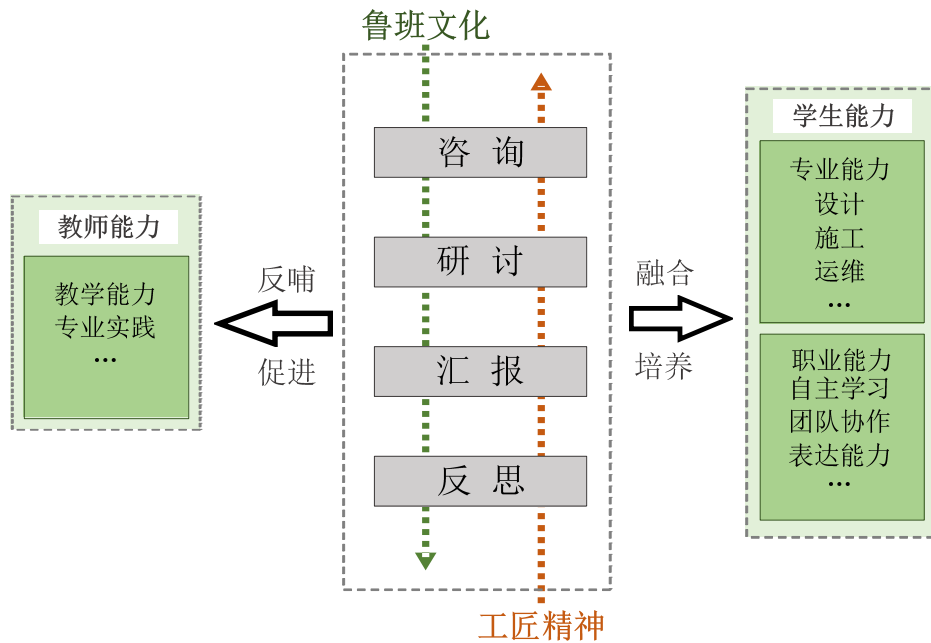 鲁班文化
咨 询
研 讨
汇 报
反 思
工匠精神
教师能力
教学能力
专业实践
...
反哺
促进
融合
培养
学生能力
专业能力
设计
施工
运维
...
职业能力
自主学习
团队协作
表达能力
...